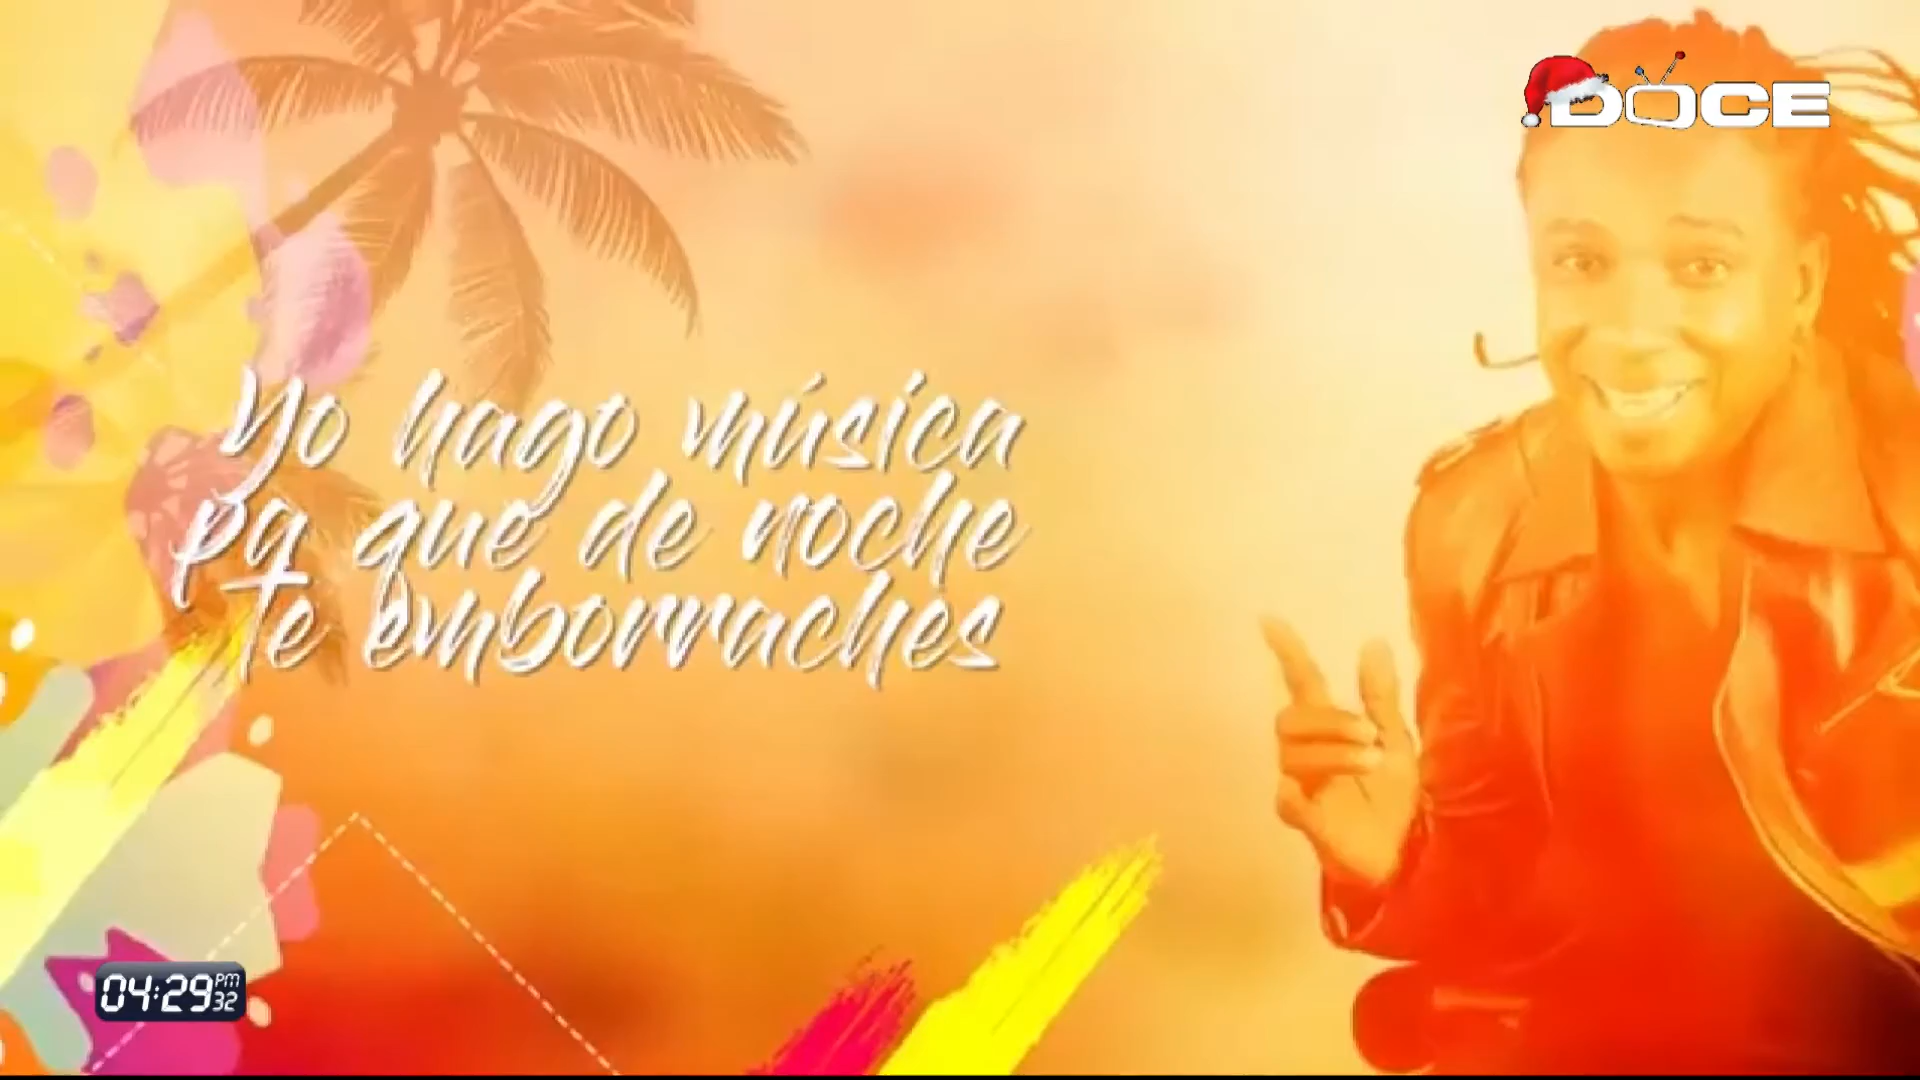 DOCE
Yo hago música
pa que de noche
te emborraches
04:29 PM 32